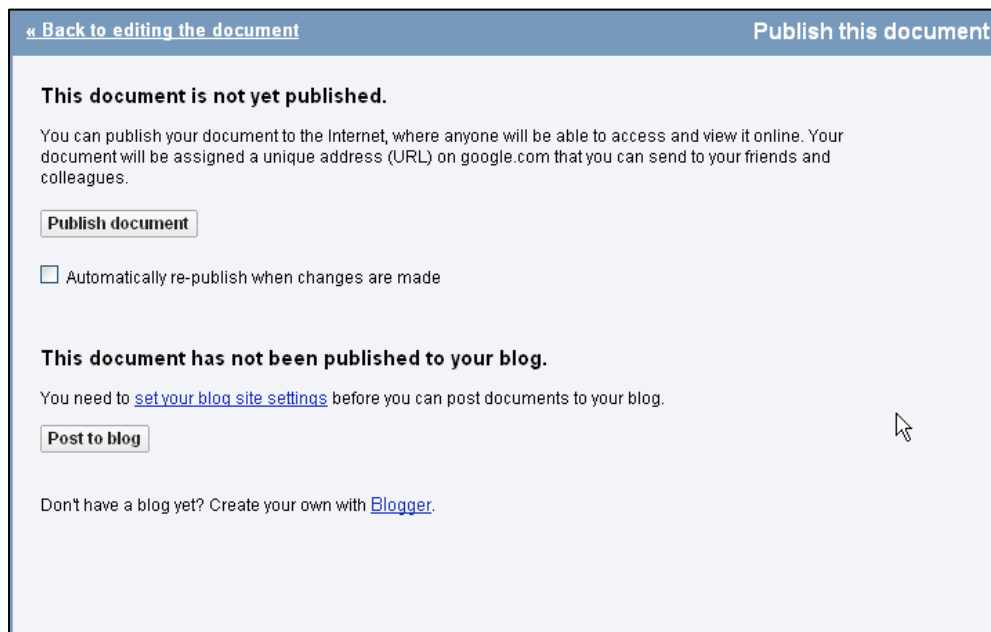 « Back to editing the document
Publish this document
This document is not yet published.
You can publish your document to the Internet, where anyone will be able to access and view it online. Your
document will be assigned a unique address (URL) on google.com that you can send to your friends and
colleagues.
Publish document
Automatically re-publish when changes are made
This document has not been published to your blog.
You need to set your blog site settings before you can post documents to your blog.
Post to blog
Don't have a blog yet? Create your own with Blogger.